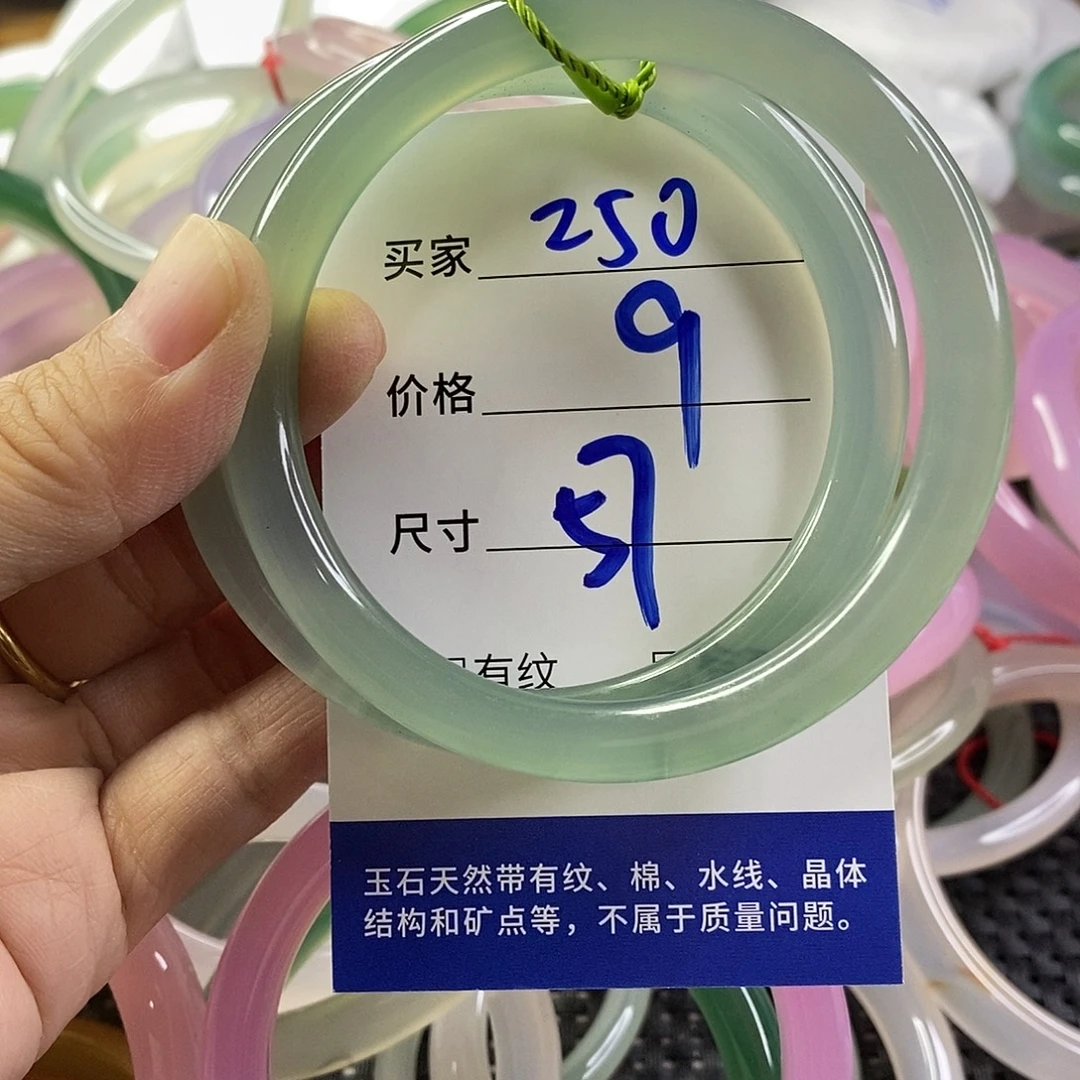 买家 250
价格 9
尺寸 57
有纹
玉石天然带有纹、棉、水线、晶体
结构和矿点等，不属于质量问题。